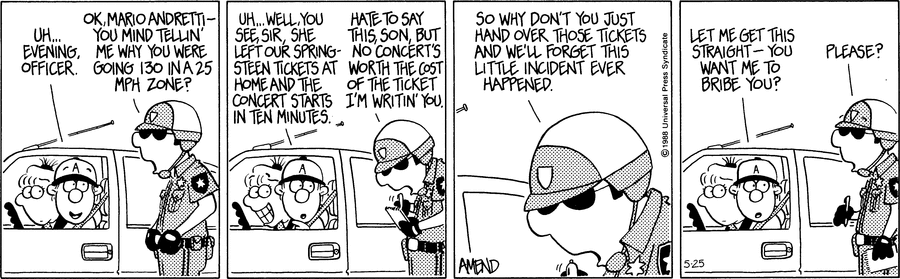 UH...
EVENING,
OFFICER.
OK, MARIO ANDRETTI—
YOU MIND TELLIN'
ME WHY YOU WERE
GOING 130 IN A 25
MPH ZONE?
A
UH... WELL, YOU
SEE, SIR, SHE
LEFT OUR SPRING-
STEEN TICKETS AT
HOME AND THE
CONCERT STARTS
IN TEN MINUTES.
HATE TO SAY
THIS, SON, BUT
NO CONCERT'S
WORTH THE COST
OF THE TICKET
I'M WRITIN' YOU.
A
SO WHY DON'T YOU JUST
HAND OVER THOSE TICKETS
AND WE'LL FORGET THIS
LITTLE INCIDENT EVER
HAPPENED.
AMEND
© 1988 Universal Press Syndicate
LET ME GET THIS
STRAIGHT — YOU
WANT ME TO
BRIBE YOU?
PLEASE?
A
5-25